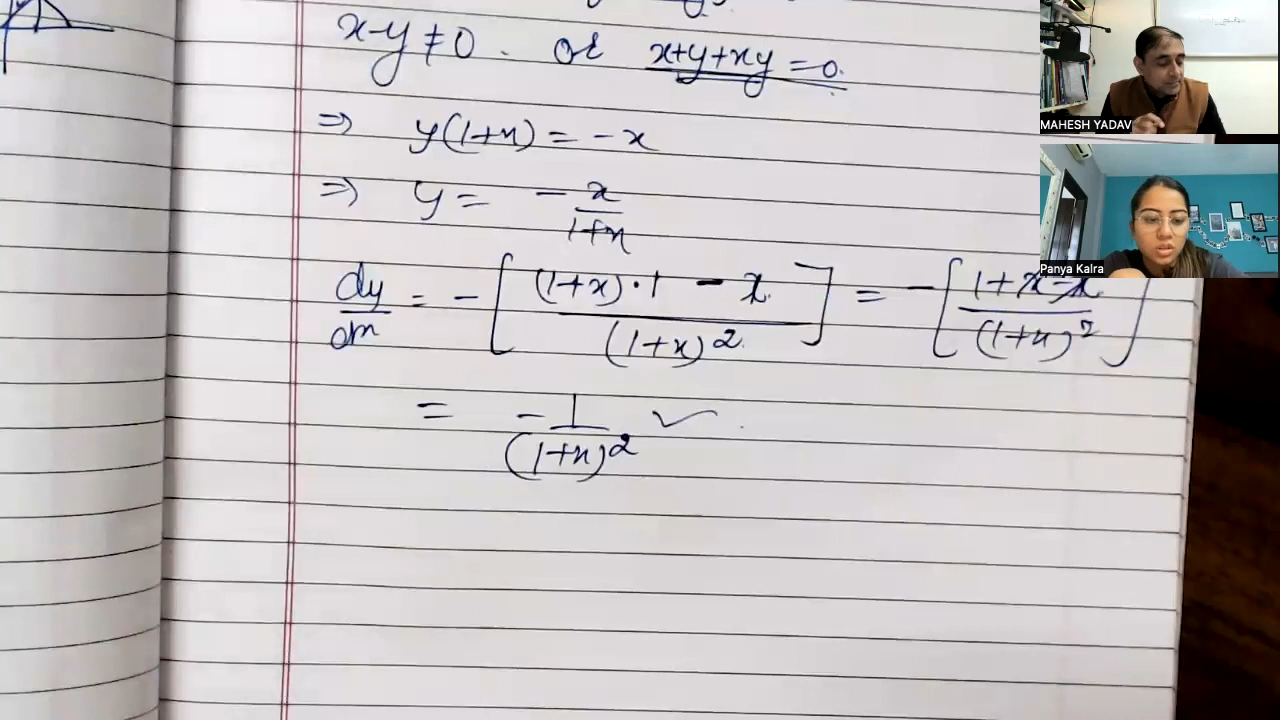 x-y≠0. or x+y+xy=0.
⇒ y(1+x) = -x
⇒ y = - x/(1+x)
dy/dx = - [ ((1+x)·1 - x) / (1+x)^2 ] = - [ (1+x-x) / (1+x)^2 ]
= - 1/(1+x)^2 ✓
MAHESH YADAV
Panya Kalra